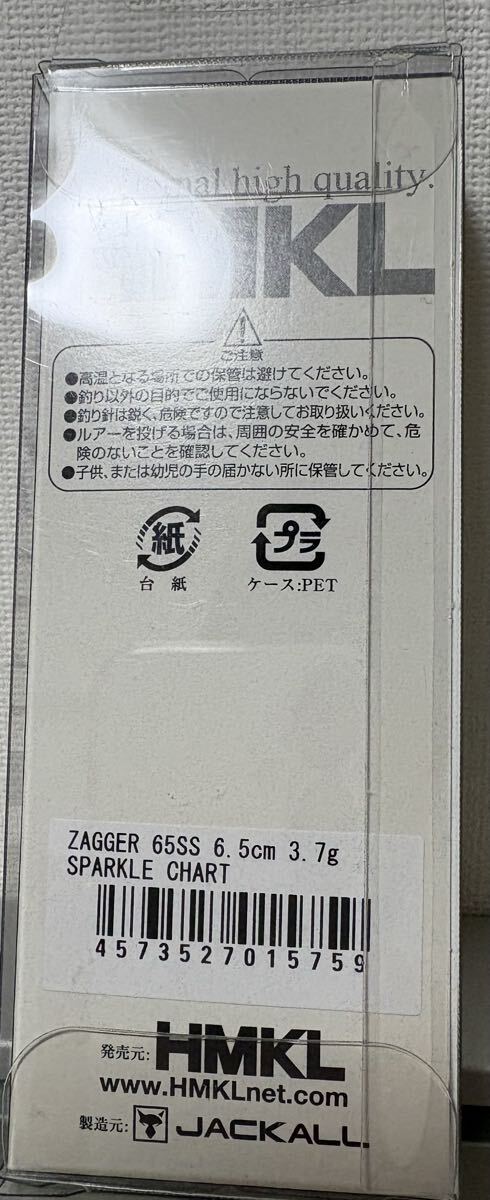 high quality.
HMKL
ご注意
●高温となる場所での保管は避けてください。
●釣り以外の目的でご使用にならないでください。
●釣り針は鋭く、危険ですので注意してお取り扱いください。
●ルアーを投げる場合は、周囲の安全を確かめて、危
険のないことを確認してください。
●子供、または幼児の手の届かない所に保管してください。
紙
プラ
台紙
ケース:PET
ZAGGER 65SS 6.5cm 3.7g
SPARKLE CHART
4573527015759
発売元: HMKL
www.HMKLnet.com
製造元: JACKALL